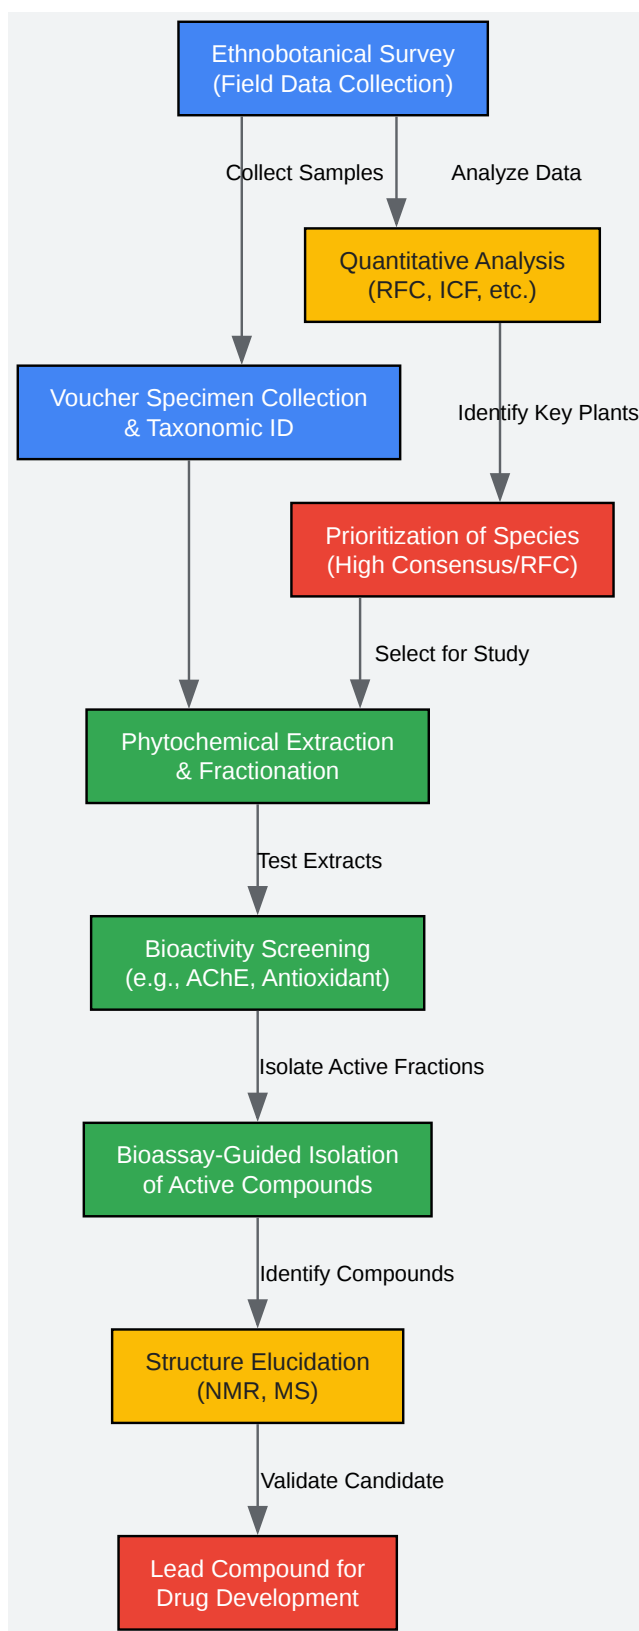 Ethnobotanical Survey
(Field Data Collection)
Collect Samples
Analyze Data
Quantitative Analysis
(RFC, ICF, etc.)
Voucher Specimen Collection
& Taxonomic ID
Identify Key Plants
Prioritization of Species
(High Consensus/RFC)
Select for Study
Phytochemical Extraction
& Fractionation
Test Extracts
Bioactivity Screening
(e.g., AChE, Antioxidant)
Isolate Active Fractions
Bioassay-Guided Isolation
of Active Compounds
Identify Compounds
Structure Elucidation
(NMR, MS)
Validate Candidate
Lead Compound for
Drug Development